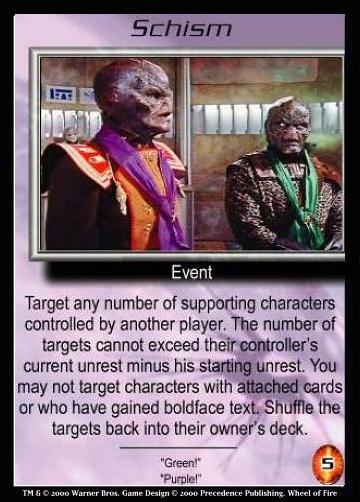 Schism
Event
Target any number of supporting characters
controlled by another player. The number of
targets cannot exceed their controller's
current unrest minus his starting unrest. You
may not target characters with attached cards
or who have gained boldface text. Shuffle the
targets back into their owner's deck.
"Green!"
"Purple!"
5
TM & © 2000 Warner Bros. Game Design © 2000 Precedence Publishing. Wheel of Fire